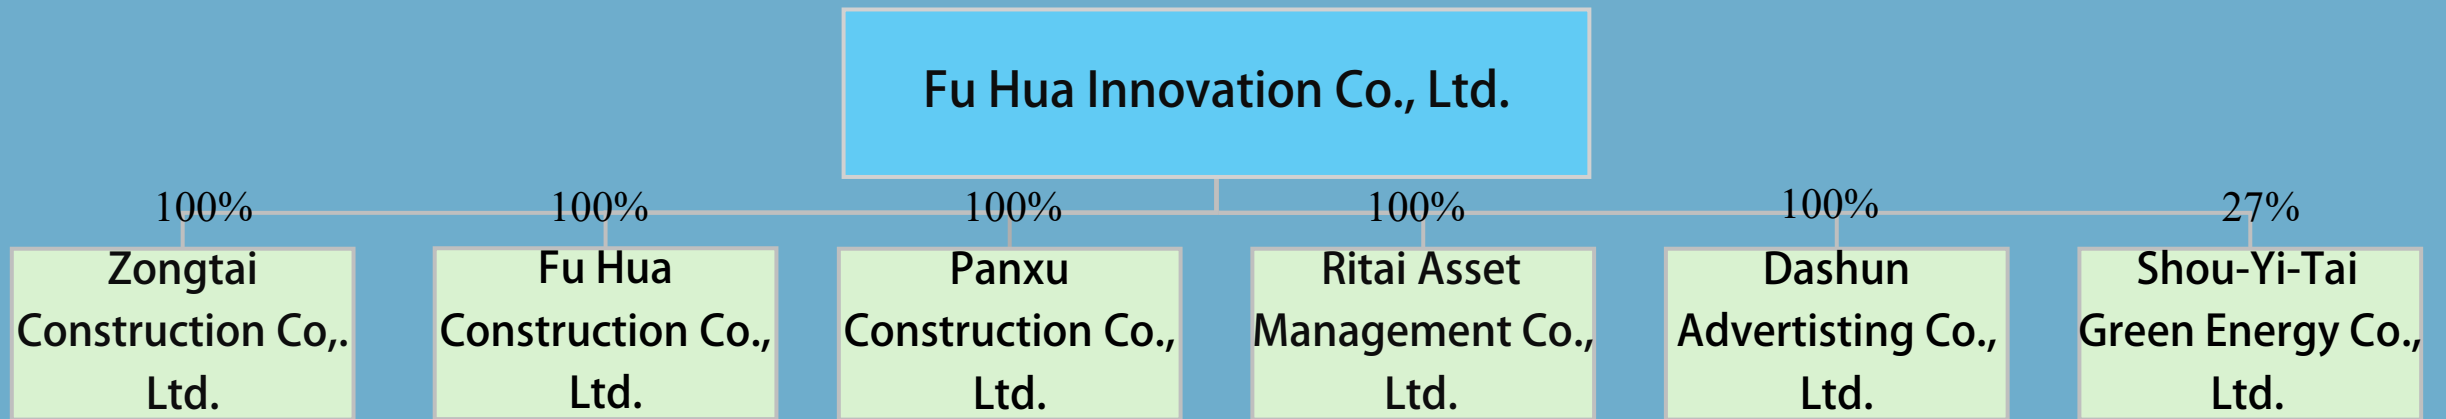 Fu Hua Innovation Co., Ltd.
100%
100%
100%
100%
100%
27%
Zongtai
Construction Co,.
Ltd.
Fu Hua
Construction Co.,
Ltd.
Panxu
Construction Co.,
Ltd.
Ritai Asset
Management Co.,
Ltd.
Dashun
Advertisting Co.,
Ltd.
Shou-Yi-Tai
Green Energy Co.,
Ltd.